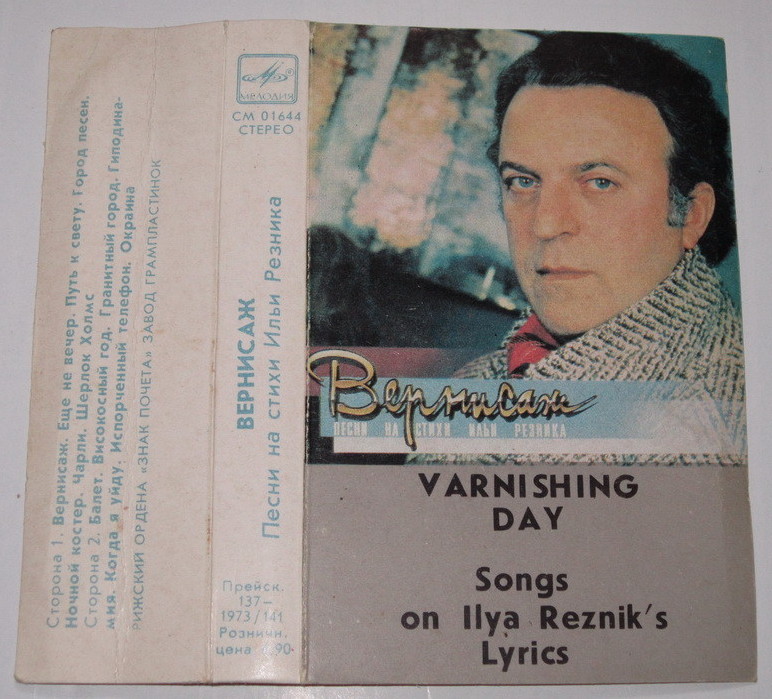 Сторона 1. Вернисаж. Еще не вечер. Путь к свету. Город песен.
Ночной костер. Чарли. Шерлок Холмс
Сторона 2. Балет. Високосный год. Гранитный город. Гиподина-
мия. Когда я уйду. Испорченный телефон. Окраина
РИЖСКИЙ ОРДЕНА «ЗНАК ПОЧЕТА» ЗАВОД ГРАМПЛАСТИНОК
МЕЛОДИЯ
СМ 01644
СТЕРЕО
ВЕРНИСАЖ
Песни на стихи Ильи Резника
Прейск.
137—
1973/141
Розничн.
цена 90
Вернисаж
ПЕСНИ НА СТИХИ ИЛЬИ РЕЗНИКА
VARNISHING
DAY
Songs
on Ilya Reznik's
Lyrics